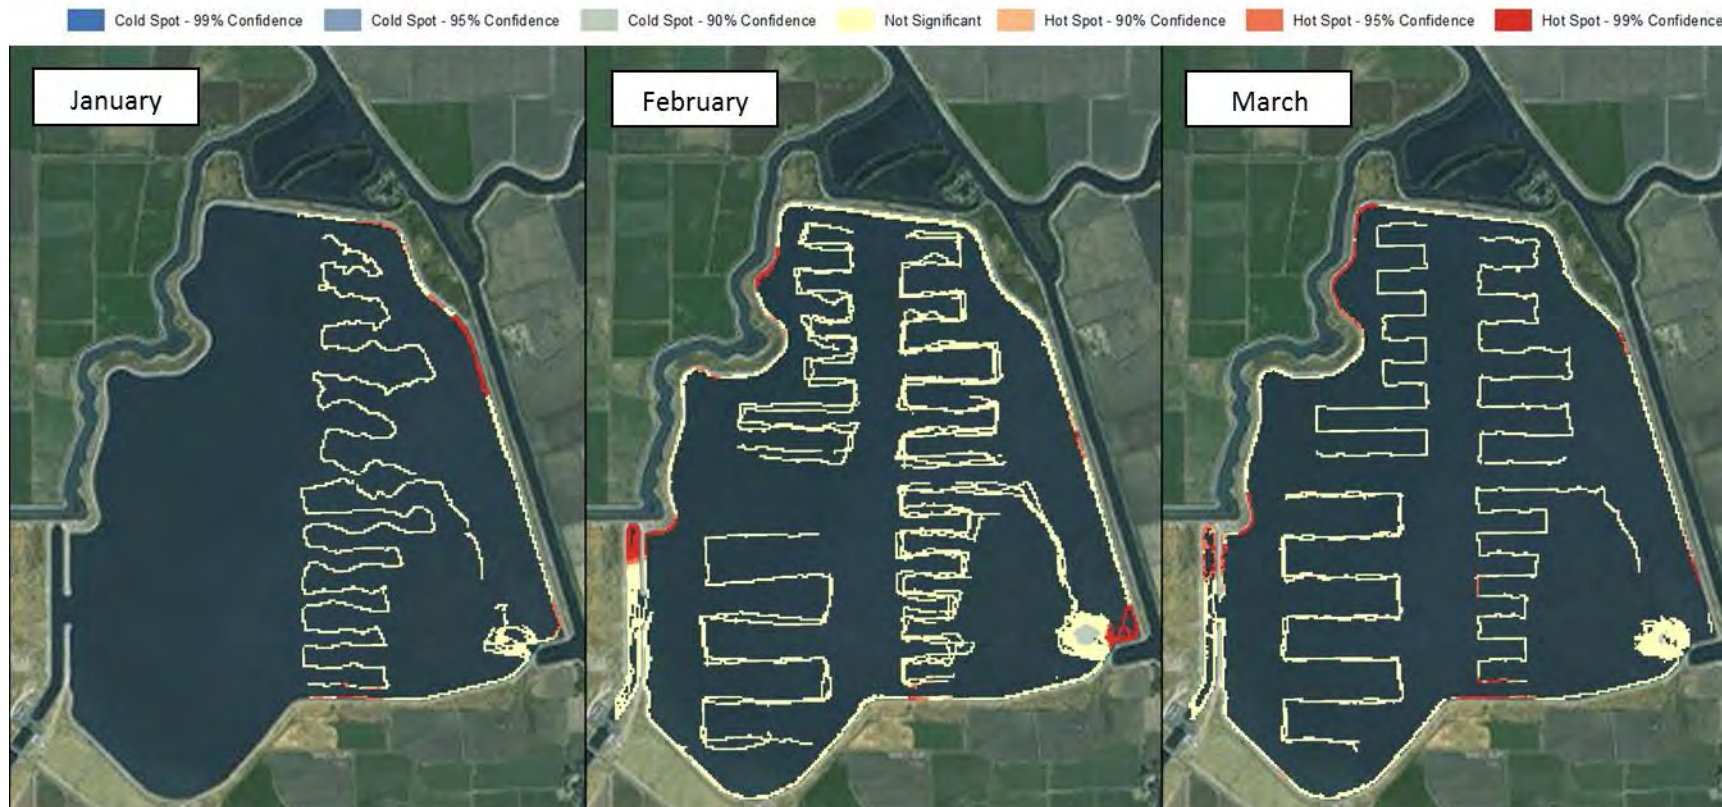 Cold Spot - 99% Confidence Cold Spot - 95% Confidence Cold Spot - 90% Confidence Not Significant Hot Spot - 90% Confidence Hot Spot - 95% Confidence Hot Spot - 99% Confidence
January February March